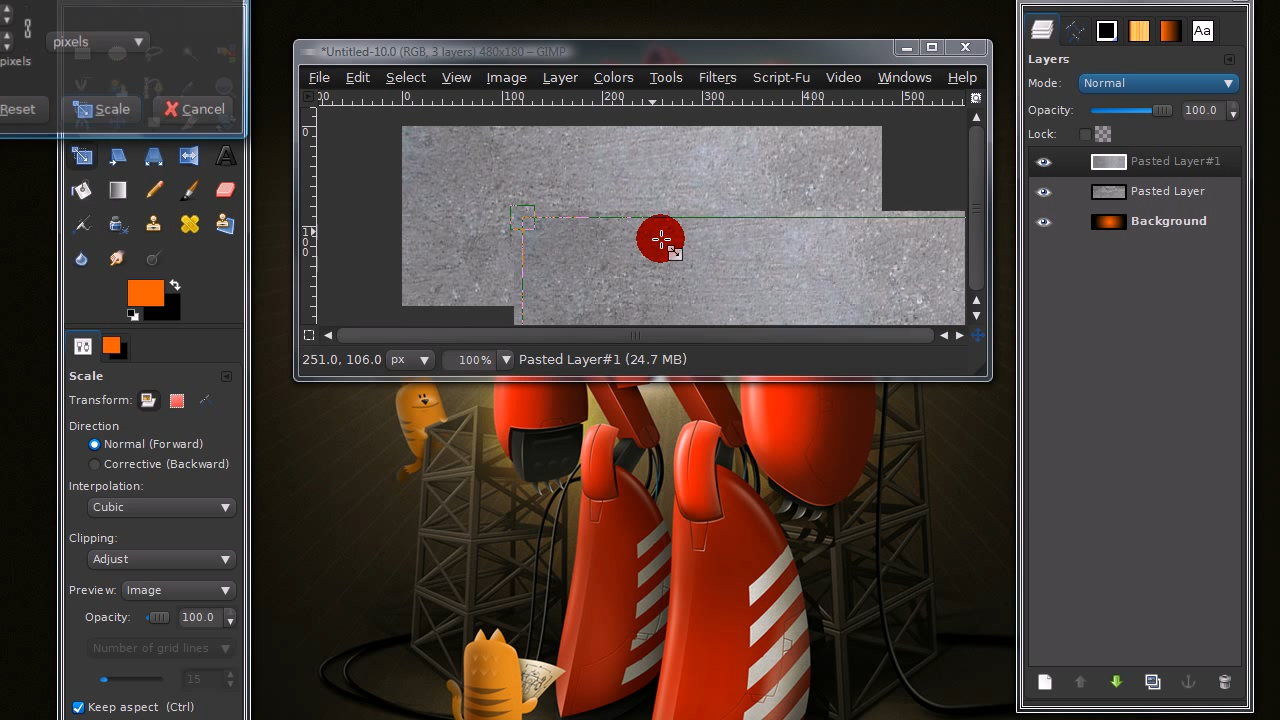 pixels
pixels
Reset
Scale
Cancel
Scale
Transform:
Direction
Normal (Forward)
Corrective (Backward)
Interpolation:
Cubic
Clipping:
Adjust
Preview: Image
Opacity: 100.0
Number of grid lines
15
Keep aspect (Ctrl)
*Untitled-10.0 (RGB, 3 layers) 480x180 – GIMP
File Edit Select View Image Layer Colors Tools Filters Script-Fu Video Windows Help
00 0 100 200 300 400 500
0
100
251.0, 106.0 px 100% Pasted Layer#1 (24.7 MB)
Aa
Layers
Mode: Normal
Opacity: 100.0
Lock:
Pasted Layer#1
Pasted Layer
Background